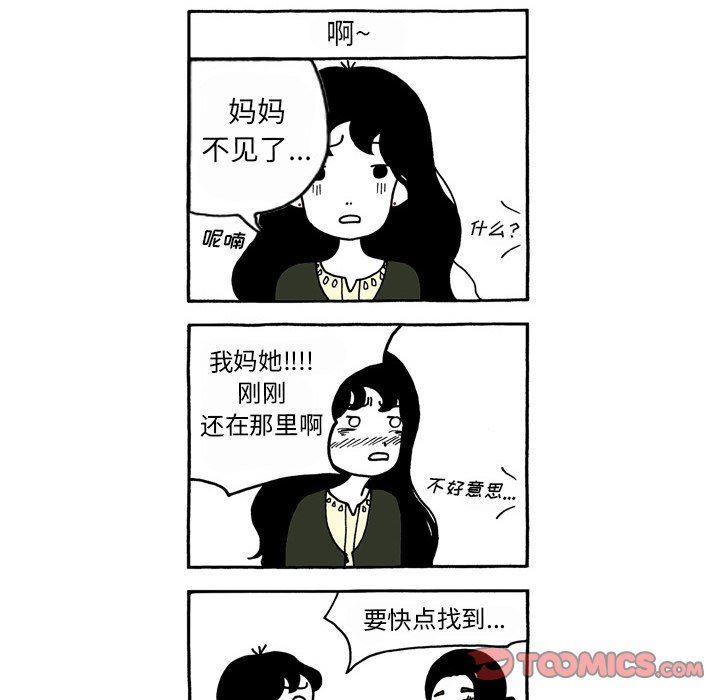 啊~
妈妈
不见了...
呢喃
什么?
我妈她!!!!
刚刚
还在那里啊
不好意思...
要快点找到...
TOOMICS.COM